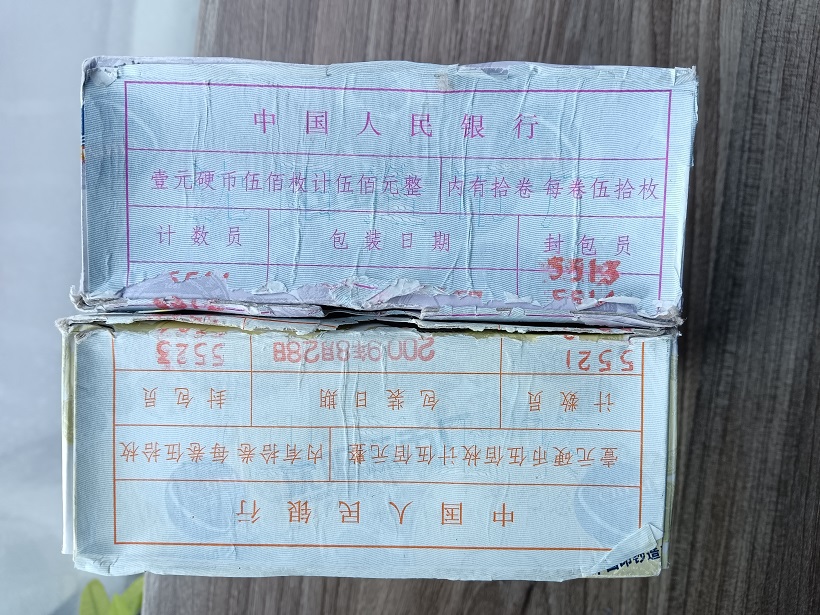 中国人民银行
壹元硬币伍佰枚计伍佰元整 内有拾卷 每卷伍拾枚
计数员 包装日期 封包员
5513
中国人民银行
壹元硬币伍佰枚计伍佰元整 内有拾卷 每卷伍拾枚
计数员 包装日期 封包员
5521 2009年8月28日 5523